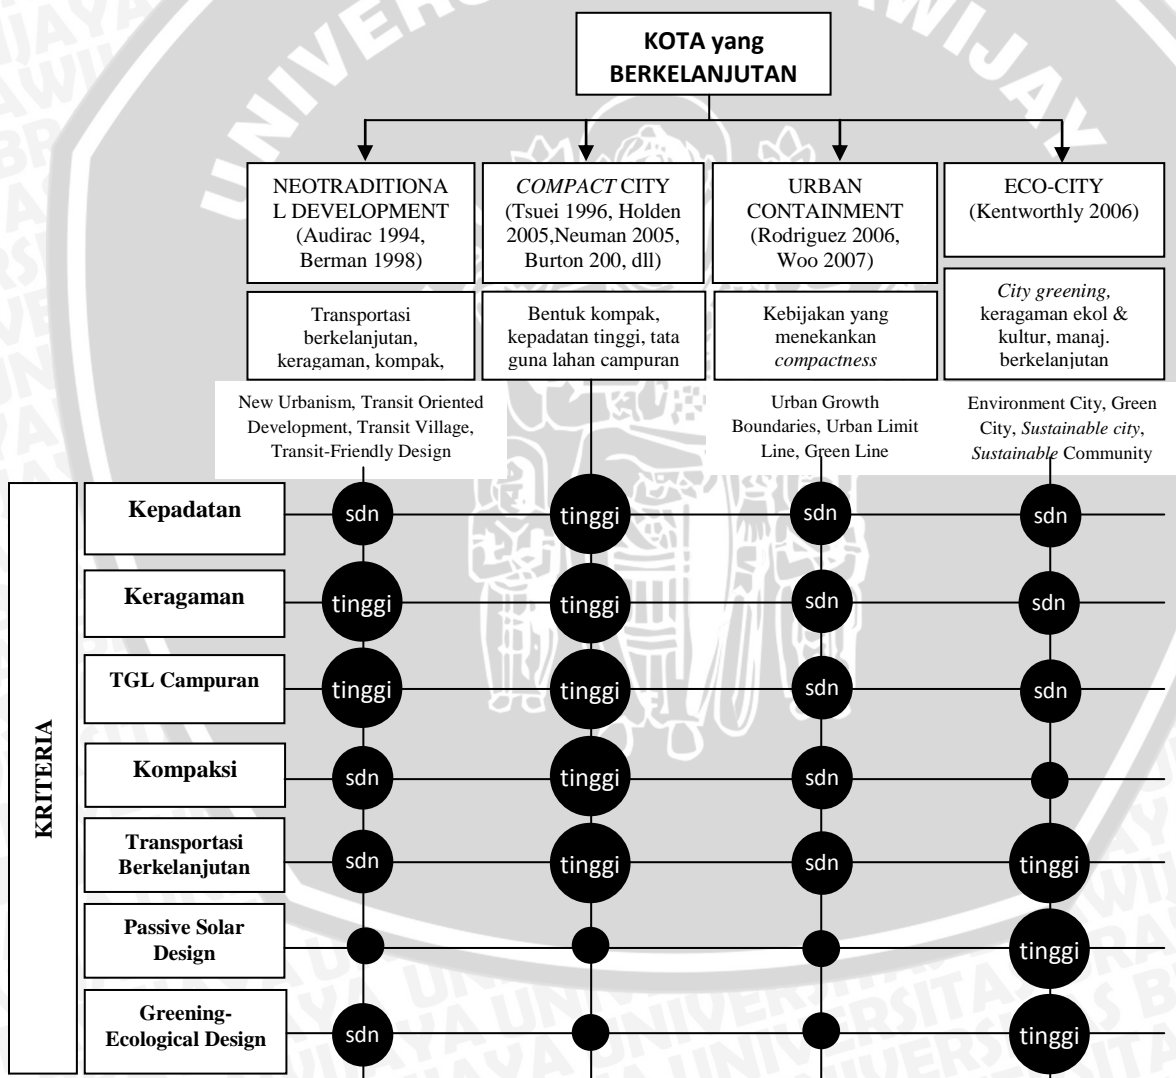 KOTA yang
BERKELANJUTAN
NEOTRADITIONA
L DEVELOPMENT
(Audirac 1994,
Berman 1998)
COMPACT CITY
(Tsuei 1996, Holden
2005,Neuman 2005,
Burton 200, dll)
URBAN
CONTAINMENT
(Rodriguez 2006,
Woo 2007)
ECO-CITY
(Kentworthly 2006)
Transportasi
berkelanjutan,
keragaman, kompak,
Bentuk kompak,
kepadatan tinggi, tata
guna lahan campuran
Kebijakan yang
menekankan
compactness
City greening,
keragaman ekol &
kultur, manaj.
berkelanjutan
New Urbanism, Transit Oriented
Development, Transit Village,
Transit-Friendly Design
Urban Growth
Boundaries, Urban Limit
Line, Green Line
Environment City, Green
City, Sustainable city,
Sustainable Community
KRITERIA
Kepadatan
sdn
tinggi
sdn
sdn
Keragaman
tinggi
tinggi
sdn
sdn
TGL Campuran
tinggi
tinggi
sdn
sdn
Kompaksi
sdn
tinggi
sdn
Transportasi
Berkelanjutan
sdn
tinggi
sdn
tinggi
Passive Solar
Design
tinggi
Greening-
Ecological Design
sdn
tinggi